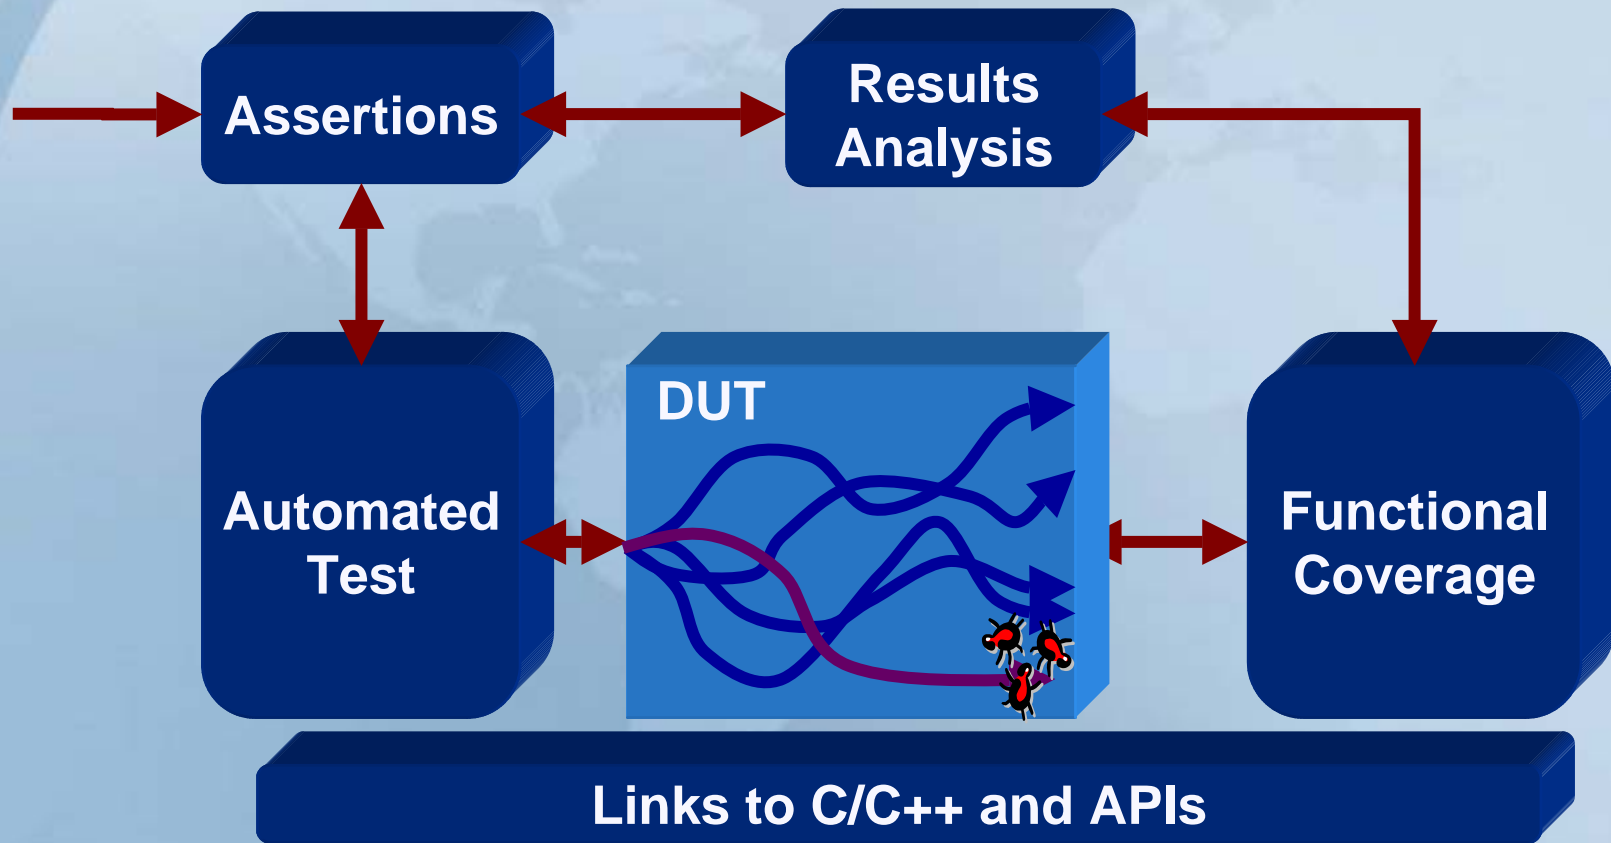 Assertions
Results
Analysis
DUT
Automated
Test
Functional
Coverage
Links to C/C++ and APIs